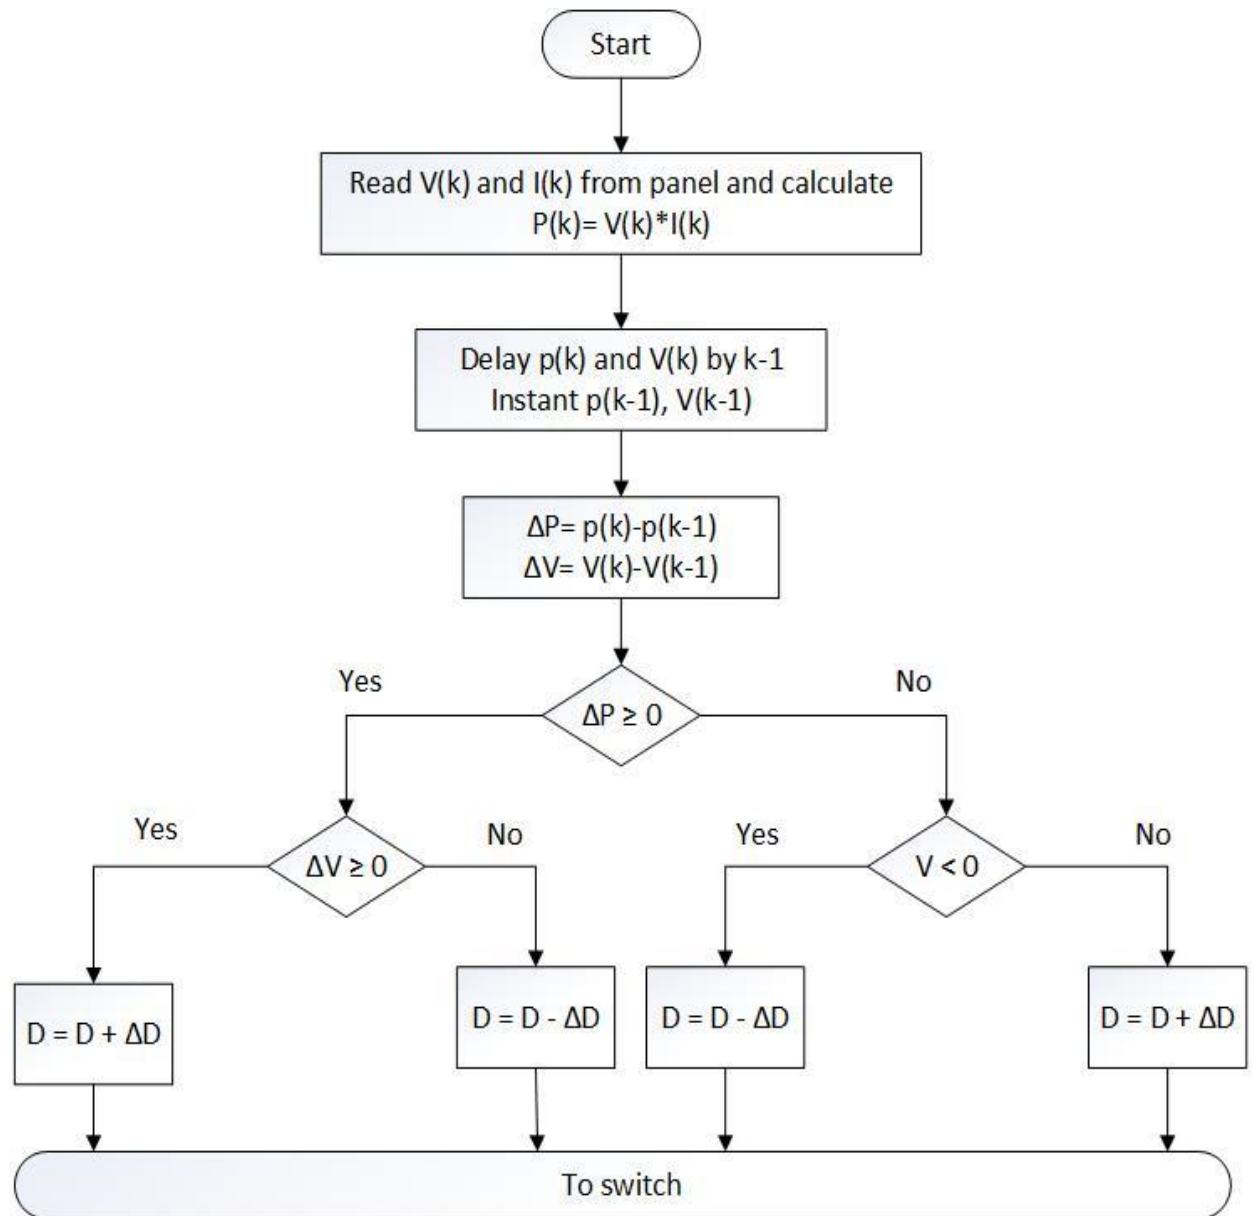 Start
Read V(k) and I(k) from panel and calculate
P(k)= V(k)*I(k)
Delay p(k) and V(k) by k-1
Instant p(k-1), V(k-1)
ΔP= p(k)-p(k-1)
ΔV= V(k)-V(k-1)
Yes
No
ΔP ≥ 0
Yes
No
Yes
No
ΔV ≥ 0
V < 0
D = D + ΔD
D = D - ΔD
D = D - ΔD
D = D + ΔD
To switch